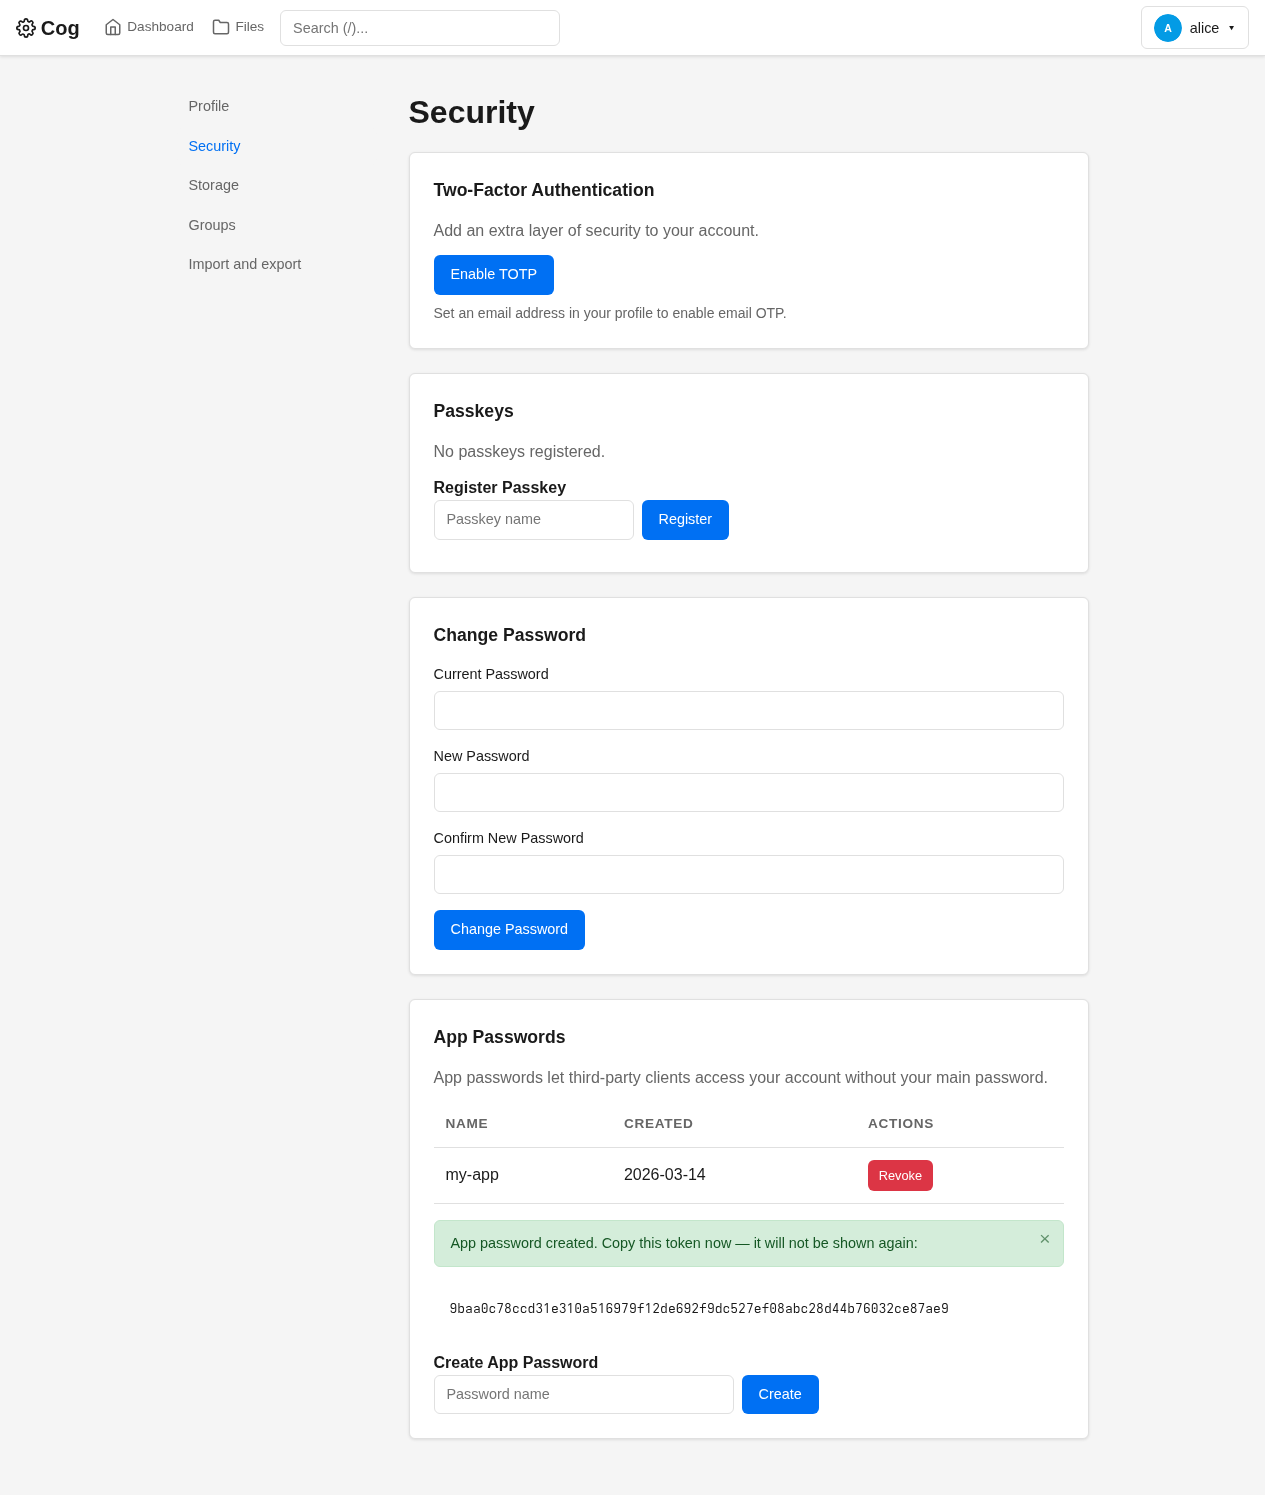 Cog
Dashboard
Files
Search (/)...
A
alice
Profile
Security
Storage
Groups
Import and export
Security
Two-Factor Authentication
Add an extra layer of security to your account.
Enable TOTP
Set an email address in your profile to enable email OTP.
Passkeys
No passkeys registered.
Register Passkey
Passkey name
Register
Change Password
Current Password
New Password
Confirm New Password
Change Password
App Passwords
App passwords let third-party clients access your account without your main password.
NAME CREATED ACTIONS
my-app 2026-03-14 Revoke
App password created. Copy this token now — it will not be shown again:
9baa0c78ccd31e310a516979f12de692f9dc527ef08abc28d44b76032ce87ae9
Create App Password
Password name
Create